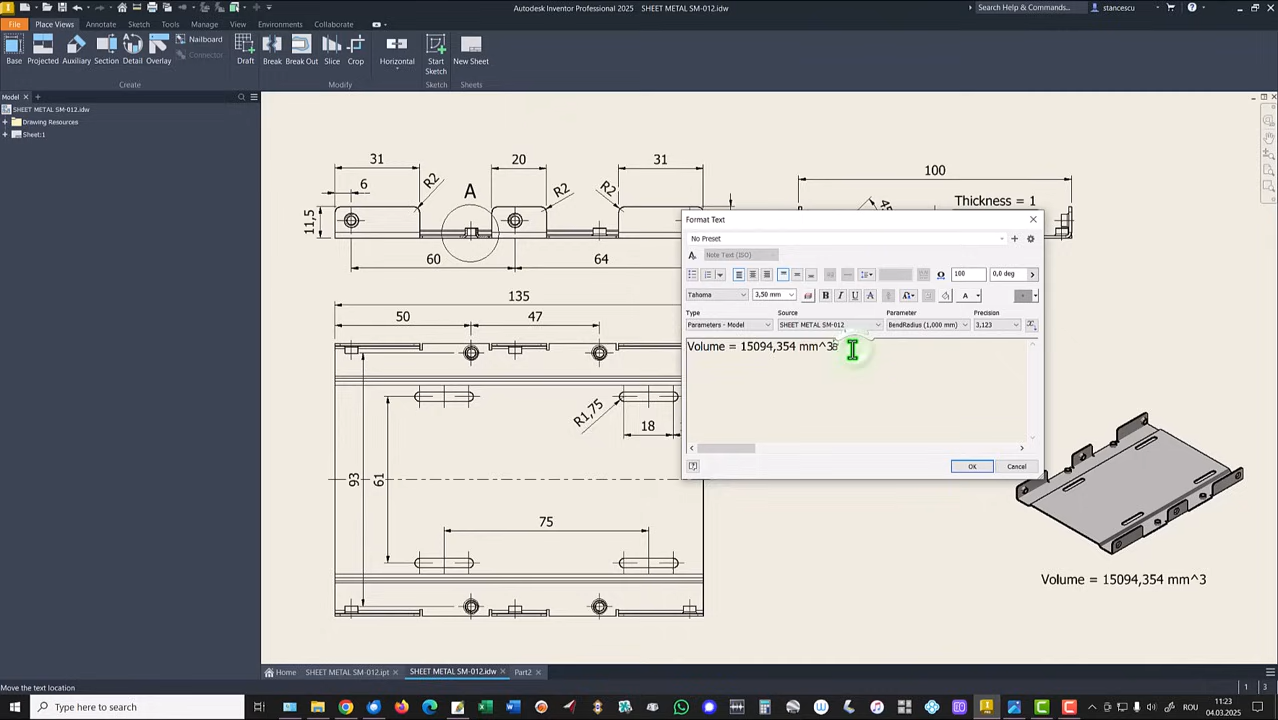 Autodesk Inventor Professional 2025 SHEET METAL SM-012.idw
Search Help & Commands...
stancescu
File Place Views Annotate Sketch Tools Manage View Environments Collaborate
Nailboard
Connector
Base Projected Auxiliary Section Detail Overlay Draft Break Break Out Slice Crop Horizontal Start Sketch New Sheet
Create Modify Sketch Sheets
Model
SHEET METAL SM-012.idw
Drawing Resources
Sheet:1
31 20 31 100
6 R2 A R2 R2
Thickness = 1
11,5
60 64
135
50 47
R1,75
18
93 61
75
Volume = 15094,354 mm^3
Format Text
No Preset
Note Text (ISO)
100 0,0 deg
Tahoma 3,50 mm B I U A
Type Source Parameter Precision
Parameters - Model SHEET METAL SM-012 BendRadius (1,000 mm) 3,123
Volume = 15094,354 mm^3
OK Cancel
Home SHEET METAL SM-012.ipt SHEET METAL SM-012.idw Part2
Move the text location
1 3
Type here to search
ROU
11:23
04.03.2025